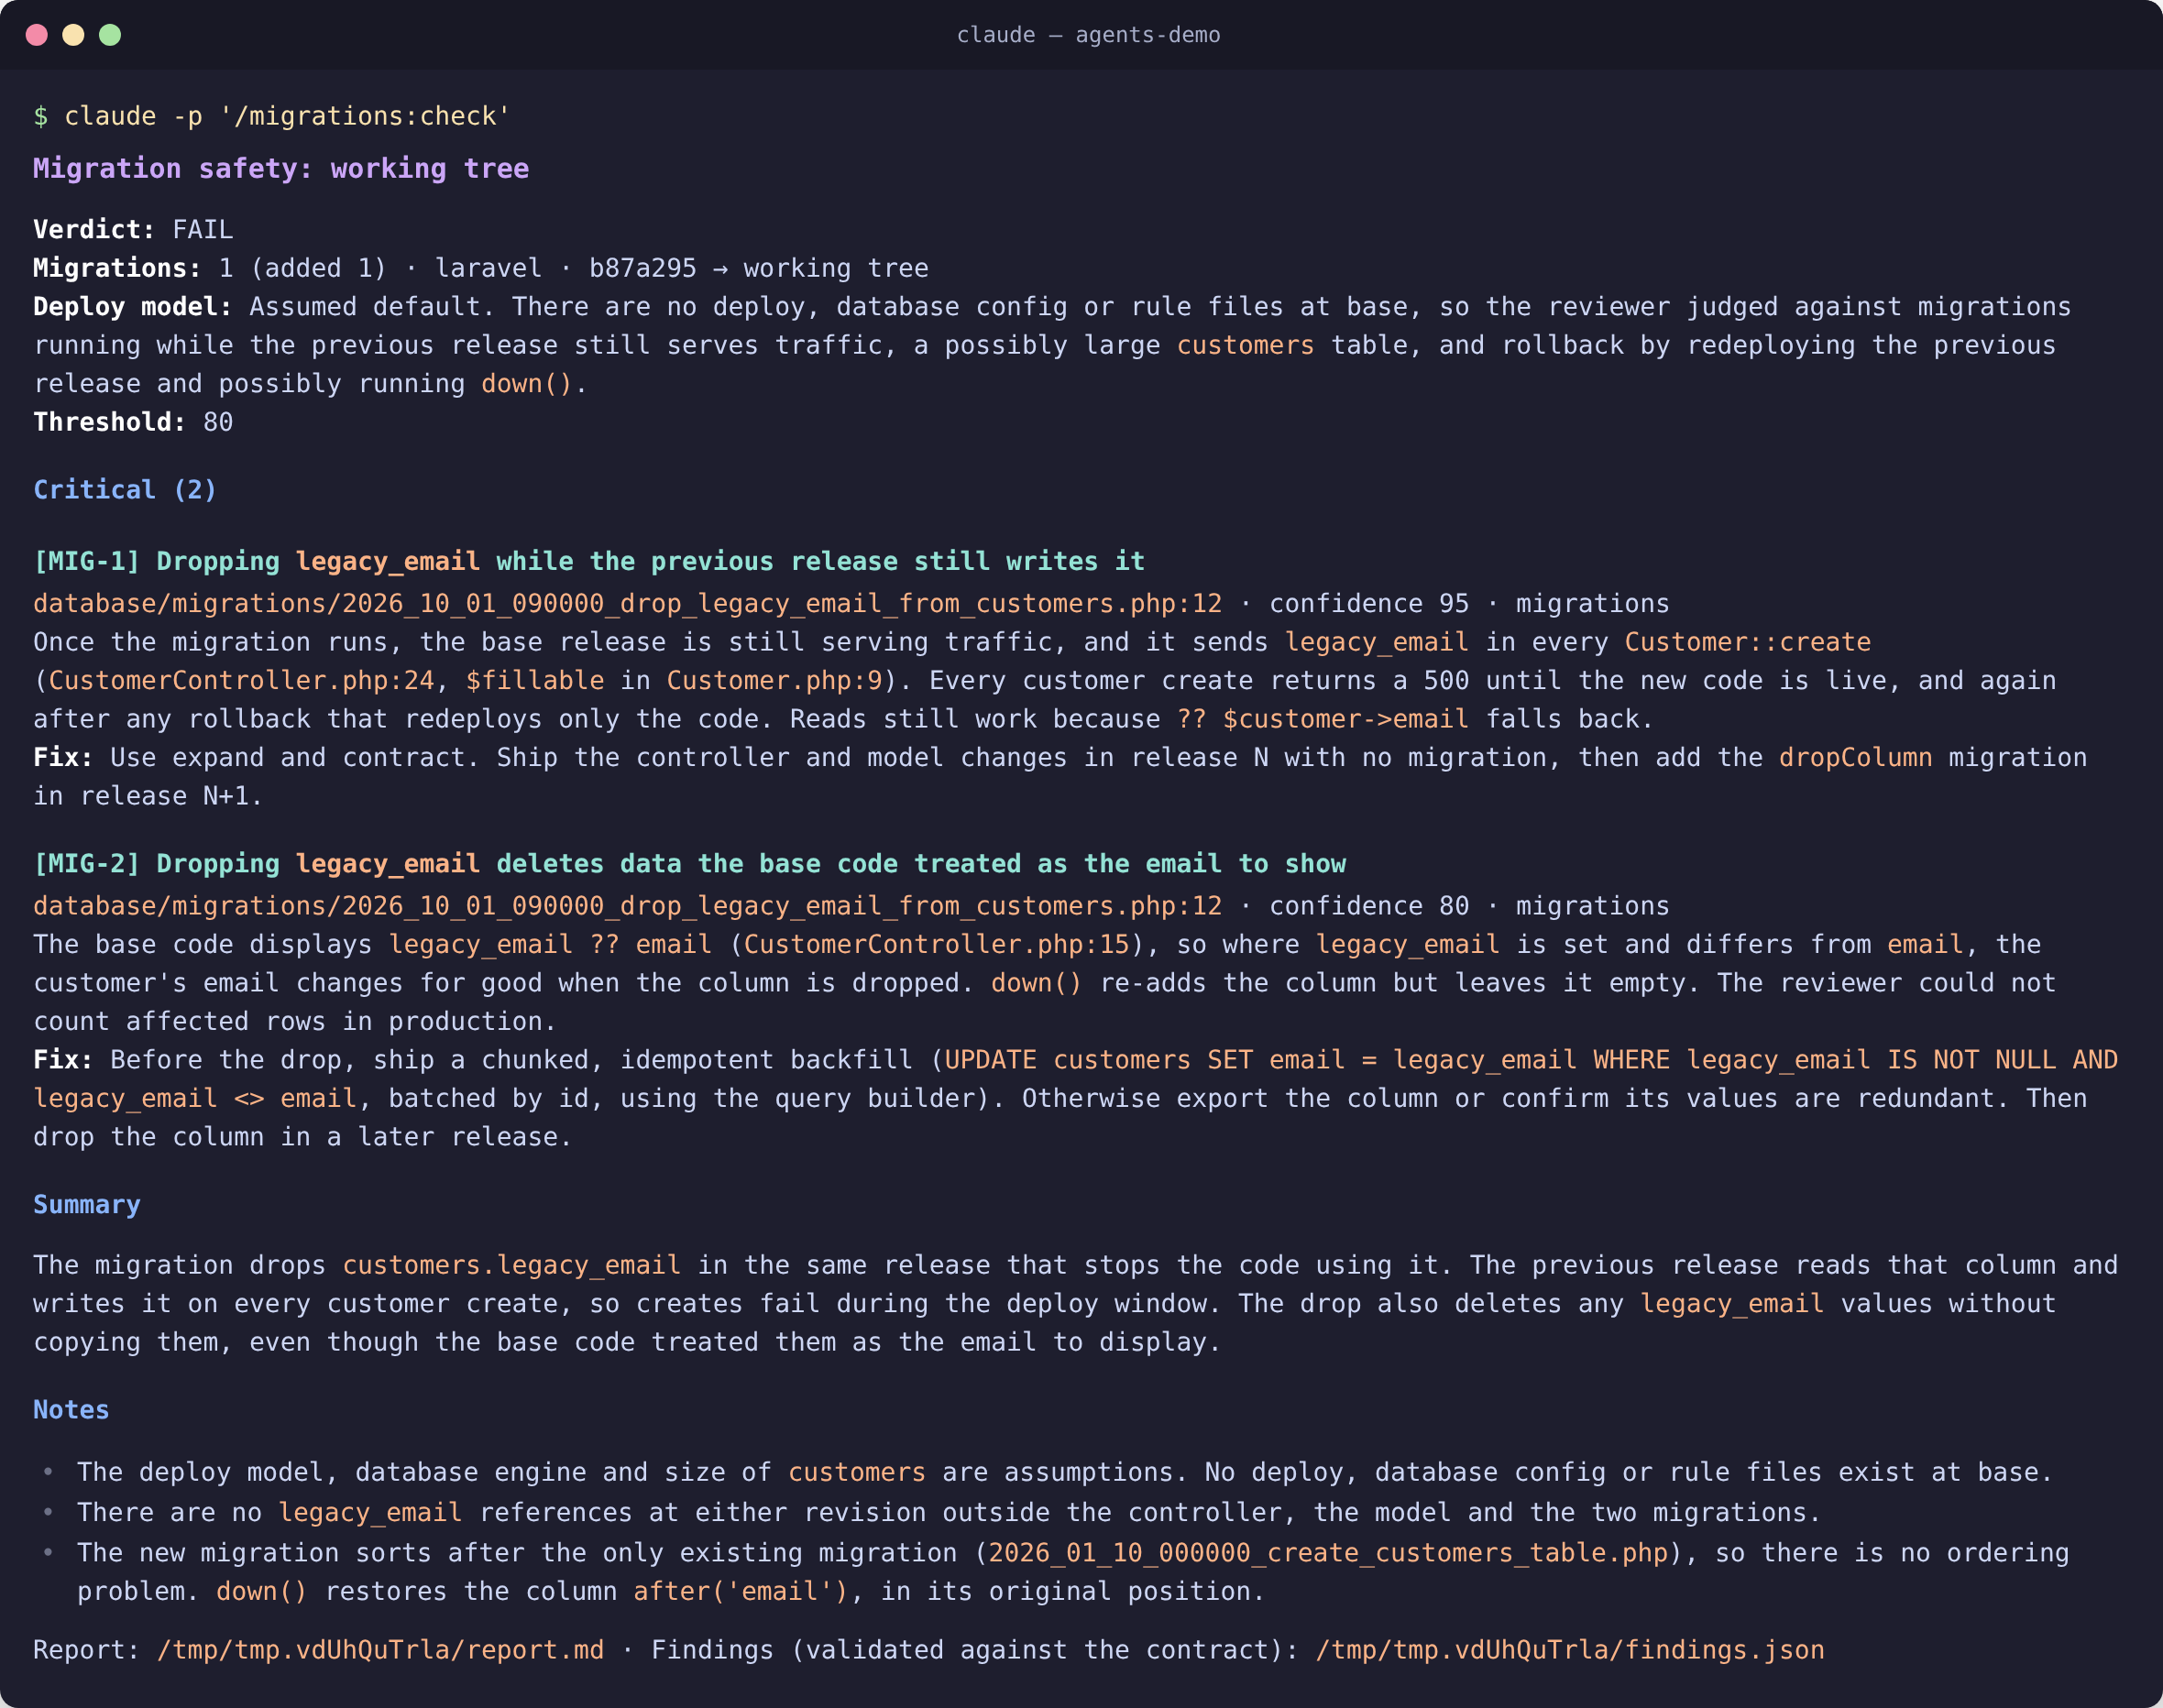 claude — agents-demo
$ claude -p '/migrations:check'
Migration safety: working tree
Verdict: FAIL
Migrations: 1 (added 1) · laravel · b87a295 → working tree
Deploy model: Assumed default. There are no deploy, database config or rule files at base, so the reviewer judged against migrations
running while the previous release still serves traffic, a possibly large customers table, and rollback by redeploying the previous
release and possibly running down().
Threshold: 80
Critical (2)
[MIG-1] Dropping legacy_email while the previous release still writes it
database/migrations/2026_10_01_090000_drop_legacy_email_from_customers.php:12 · confidence 95 · migrations
Once the migration runs, the base release is still serving traffic, and it sends legacy_email in every Customer::create
(CustomerController.php:24, $fillable in Customer.php:9). Every customer create returns a 500 until the new code is live, and again
after any rollback that redeploys only the code. Reads still work because ?? $customer->email falls back.
Fix: Use expand and contract. Ship the controller and model changes in release N with no migration, then add the dropColumn migration
in release N+1.
[MIG-2] Dropping legacy_email deletes data the base code treated as the email to show
database/migrations/2026_10_01_090000_drop_legacy_email_from_customers.php:12 · confidence 80 · migrations
The base code displays legacy_email ?? email (CustomerController.php:15), so where legacy_email is set and differs from email, the
customer's email changes for good when the column is dropped. down() re-adds the column but leaves it empty. The reviewer could not
count affected rows in production.
Fix: Before the drop, ship a chunked, idempotent backfill (UPDATE customers SET email = legacy_email WHERE legacy_email IS NOT NULL AND
legacy_email <> email, batched by id, using the query builder). Otherwise export the column or confirm its values are redundant. Then
drop the column in a later release.
Summary
The migration drops customers.legacy_email in the same release that stops the code using it. The previous release reads that column and
writes it on every customer create, so creates fail during the deploy window. The drop also deletes any legacy_email values without
copying them, even though the base code treated them as the email to display.
Notes
• The deploy model, database engine and size of customers are assumptions. No deploy, database config or rule files exist at base.
• There are no legacy_email references at either revision outside the controller, the model and the two migrations.
• The new migration sorts after the only existing migration (2026_01_10_000000_create_customers_table.php), so there is no ordering
problem. down() restores the column after('email'), in its original position.
Report: /tmp/tmp.vdUhQuTrla/report.md · Findings (validated against the contract): /tmp/tmp.vdUhQuTrla/findings.json